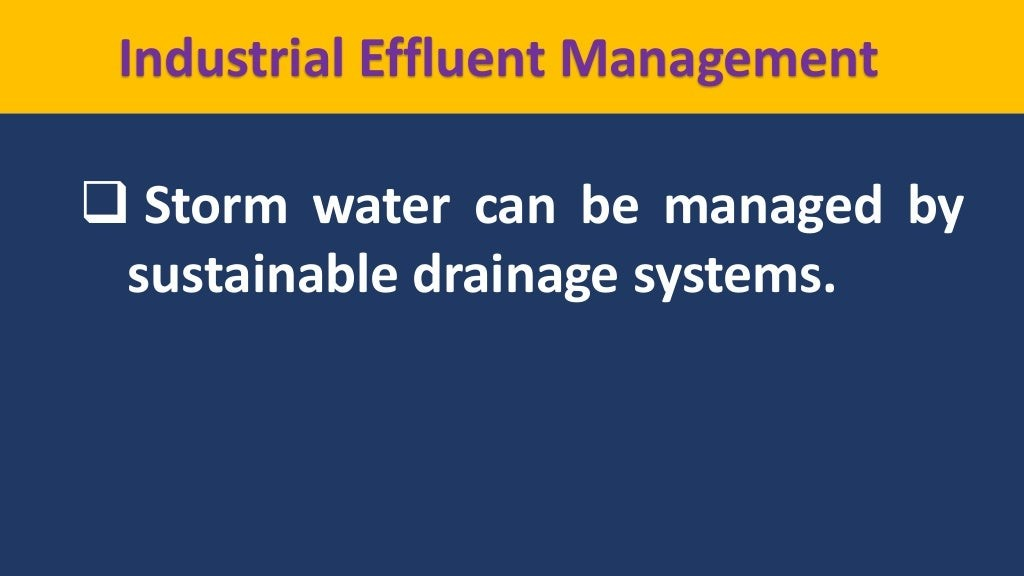 Industrial Effluent Management
❑ Storm water can be managed by
sustainable drainage systems.